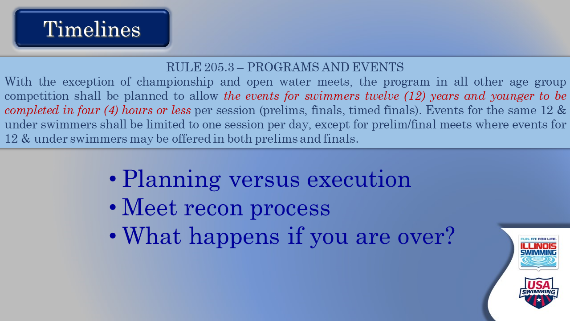 Timelines
RULE 205.3 – PROGRAMS AND EVENTS
With the exception of championship and open water meets, the program in all other age group
competition shall be planned to allow the events for swimmers twelve (12) years and younger to be
completed in four (4) hours or less per session (prelims, finals, timed finals). Events for the same 12 &
under swimmers shall be limited to one session per day, except for prelim/final meets where events for
12 & under swimmers may be offered in both prelims and finals.
• Planning versus execution
• Meet recon process
• What happens if you are over?
ILLINOIS
SWIMMING
USA
SWIMMING